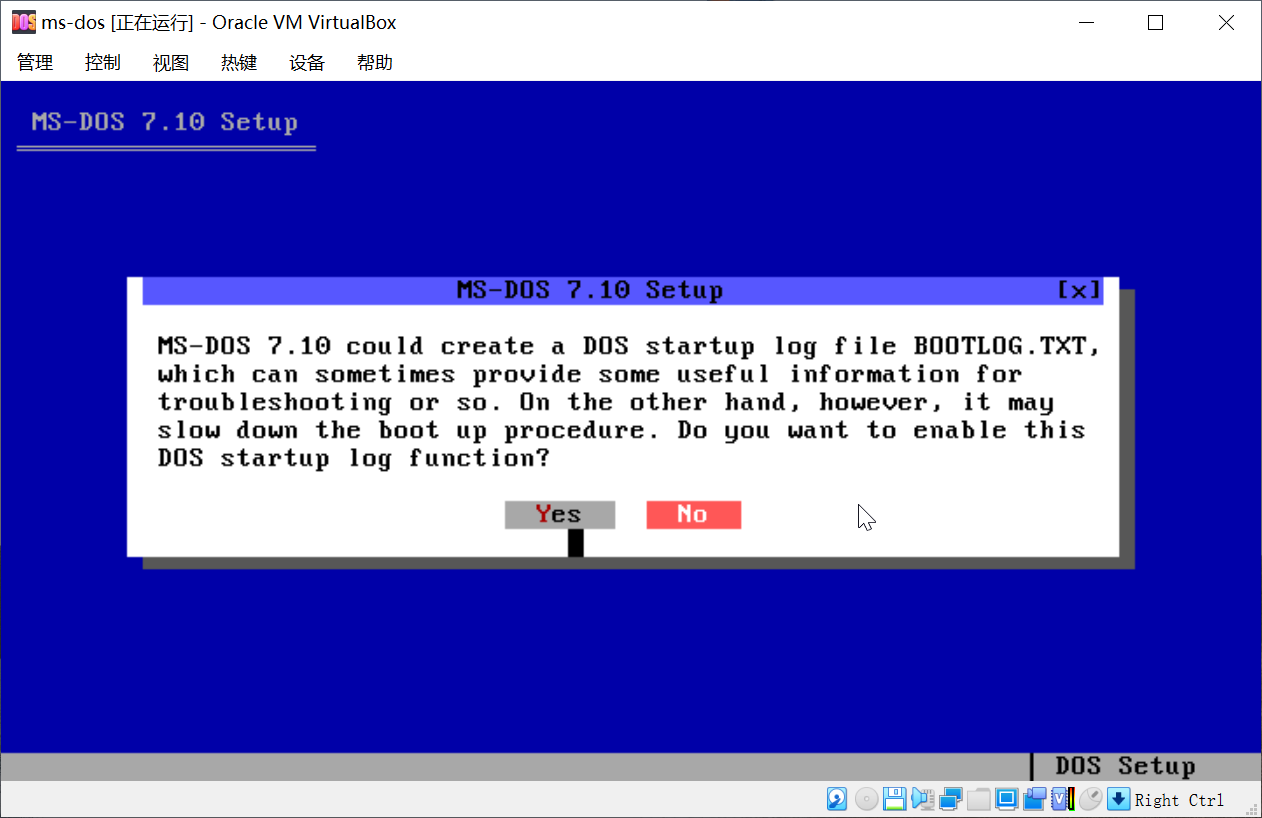 DOS ms-dos [正在运行] - Oracle VM VirtualBox
管理 控制 视图 热键 设备 帮助
MS-DOS 7.10 Setup
MS-DOS 7.10 Setup [x]
MS-DOS 7.10 could create a DOS startup log file BOOTLOG.TXT,
which can sometimes provide some useful information for
troubleshooting or so. On the other hand, however, it may
slow down the boot up procedure. Do you want to enable this
DOS startup log function?
Yes No
DOS Setup
Right Ctrl